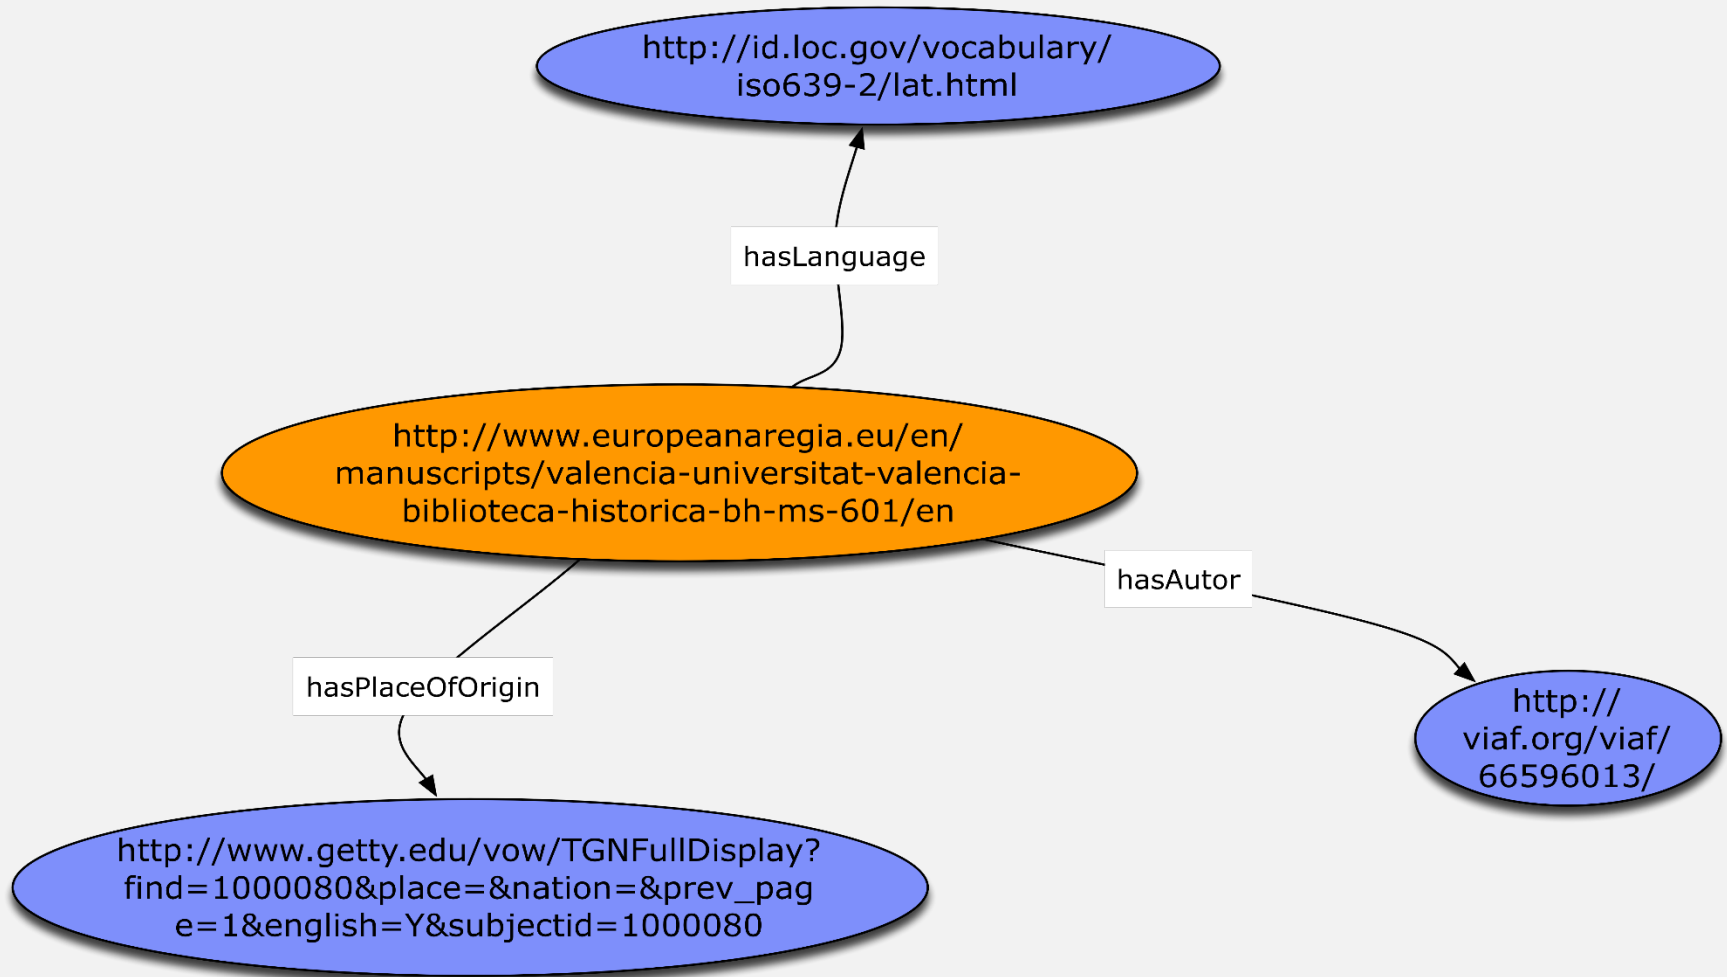 http://id.loc.gov/vocabulary/
iso639-2/lat.html
hasLanguage
http://www.europeanaregia.eu/en/
manuscripts/valencia-universitat-valencia-
biblioteca-historica-bh-ms-601/en
hasAutor
hasPlaceOfOrigin
http://
viaf.org/viaf/
66596013/
http://www.getty.edu/vow/TGNFullDisplay?
find=1000080&place=&nation=&prev_pag
e=1&english=Y&subjectid=1000080